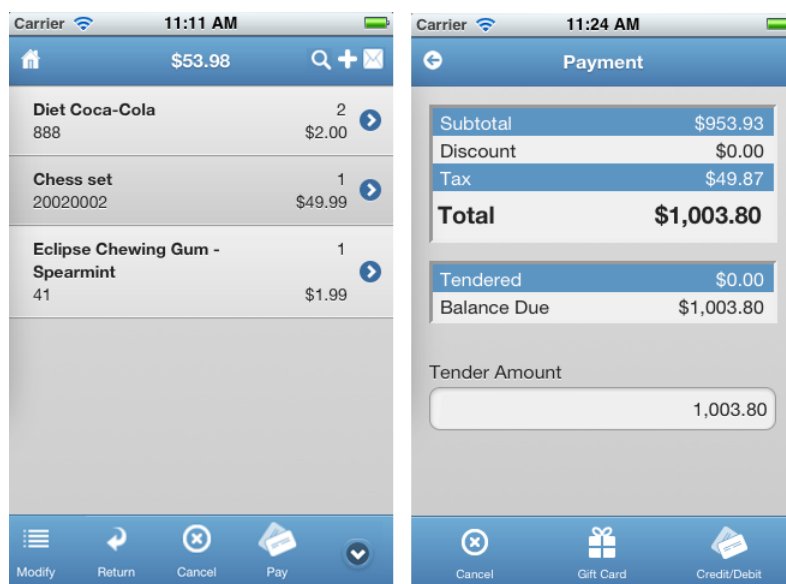 Carrier 11:11 AM
$53.98
Diet Coca-Cola 2
888 $2.00
Chess set 1
20020002 $49.99
Eclipse Chewing Gum - 1
Spearmint
41 $1.99
Modify Return Cancel Pay
Carrier 11:24 AM
Payment
Subtotal $953.93
Discount $0.00
Tax $49.87
Total $1,003.80
Tendered $0.00
Balance Due $1,003.80
Tender Amount
1,003.80
Cancel Gift Card Credit/Debit